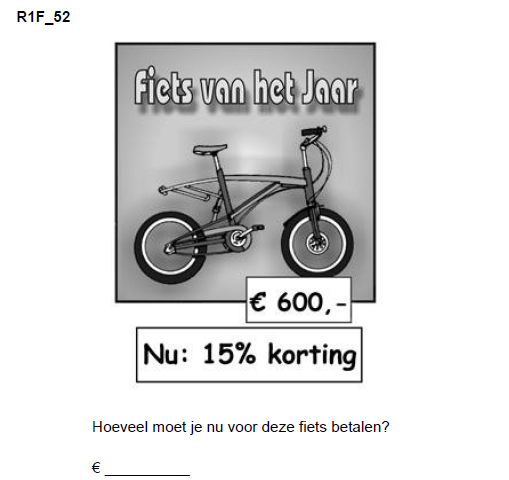 R1F_52
Fiets van het Jaar
€ 600,-
Nu: 15% korting
Hoeveel moet je nu voor deze fiets betalen?
€ __________